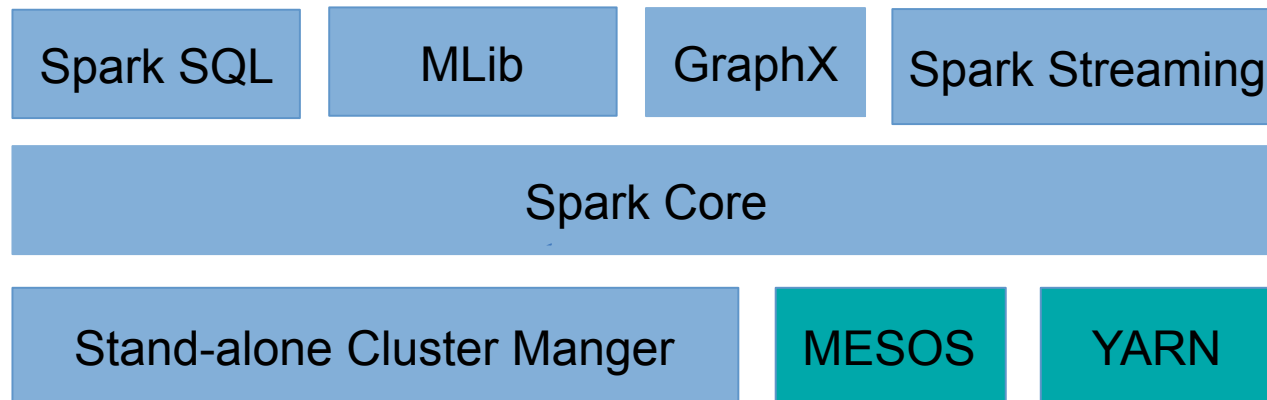 Spark SQL
MLib
GraphX
Spark Streaming
Spark Core
Stand-alone Cluster Manger
MESOS
YARN